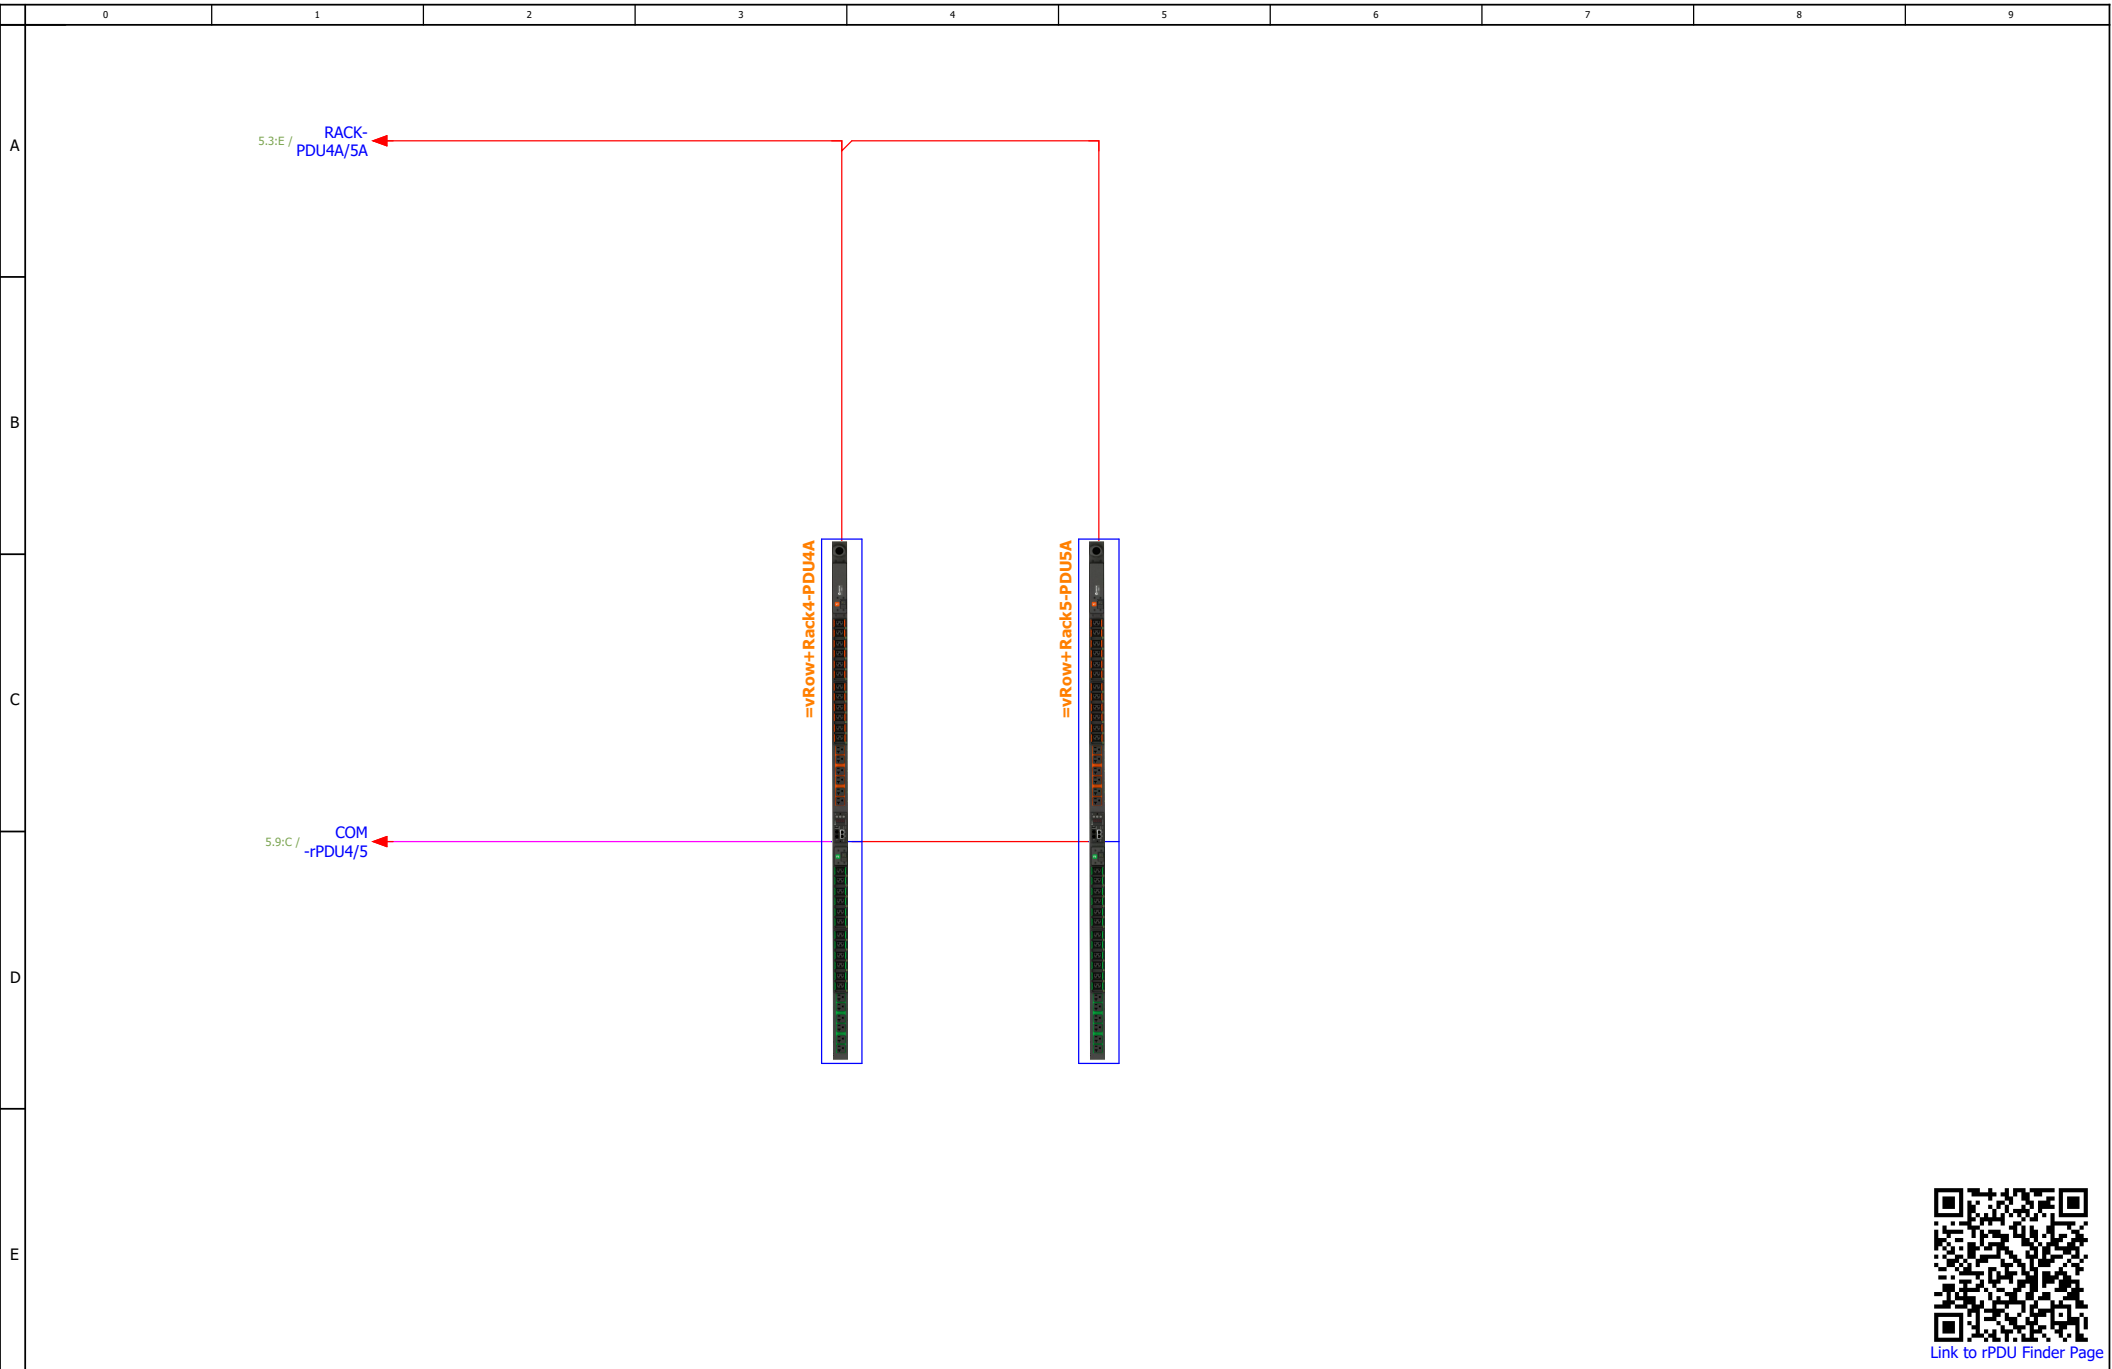 0 1 2 3 4 5 6 7 8 9
A
RACK-
5.3:E / PDU4A/5A
B
=vRow+Rack4-PDU4A
=vRow+Rack5-PDU5A
C
COM
5.9:C / -rPDU4/5
D
E
Link to rPDU Finder Page